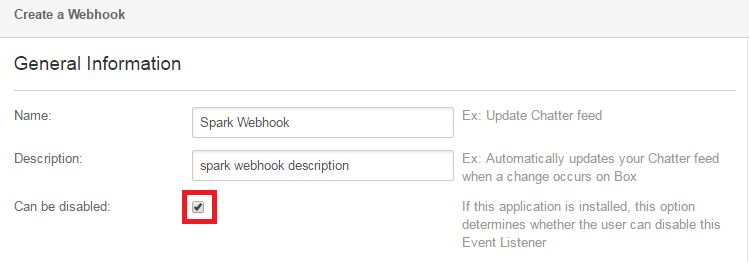 Create a Webhook
General Information
Name:
Spark Webhook
Ex: Update Chatter feed
Description:
spark webhook description
Ex: Automatically updates your Chatter feed
when a change occurs on Box
Can be disabled:
If this application is installed, this option
determines whether the user can disable this
Event Listener